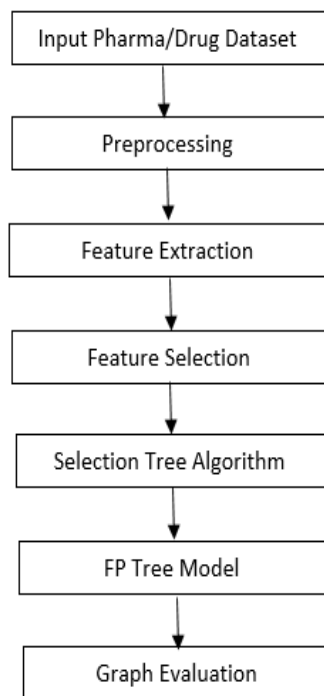 Input Pharma/Drug Dataset
Preprocessing
Feature Extraction
Feature Selection
Selection Tree Algorithm
FP Tree Model
Graph Evaluation